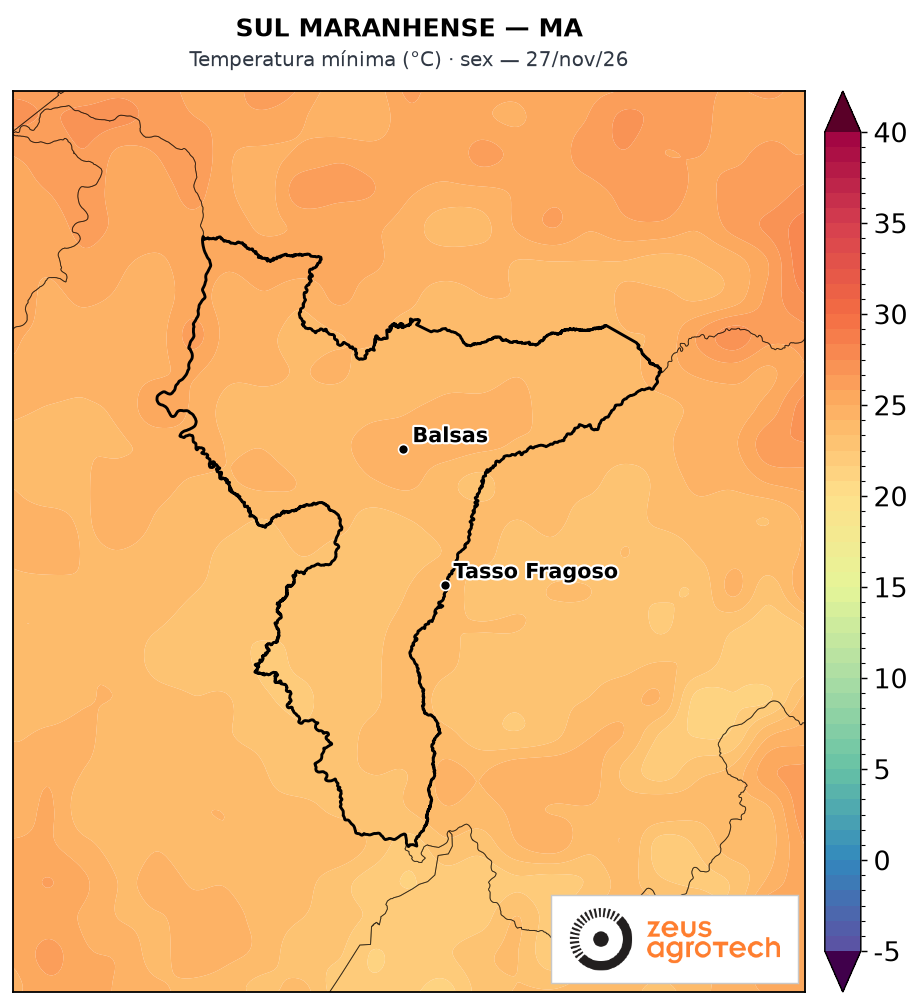 SUL MARANHENSE — MA
Temperatura mínima (°C) · sex — 27/nov/26
40
35
30
25
20
15
10
5
0
-5
Balsas
Tasso Fragoso
zeus
agrotech